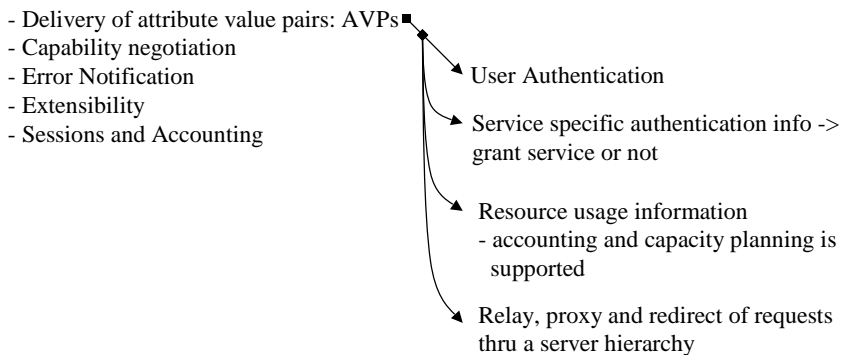 - Delivery of attribute value pairs: AVPs
- Capability negotiation
- Error Notification
- Extensibility
- Sessions and Accounting
User Authentication
Service specific authentication info ->
grant service or not
Resource usage information
- accounting and capacity planning is
supported
Relay, proxy and redirect of requests
thru a server hierarchy